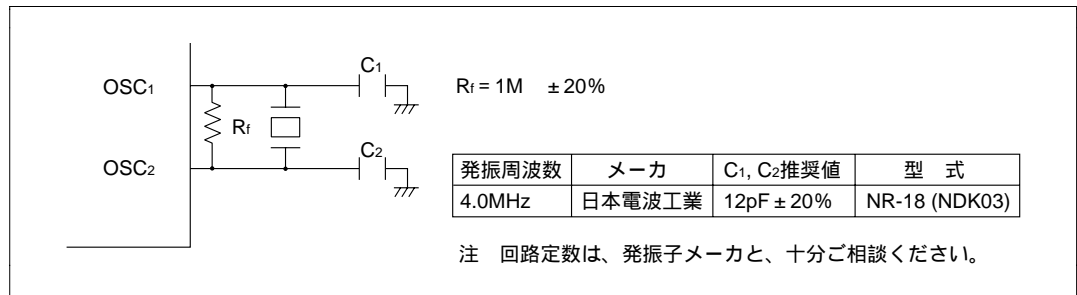 C1
OSC1
Rf = 1M ±20%
Rf
C2
OSC2
発振周波数 メーカ C1, C2推奨値 型 式
4.0MHz 日本電波工業 12pF±20% NR-18 (NDK03)
注 回路定数は、発振子メーカと、十分ご相談ください。